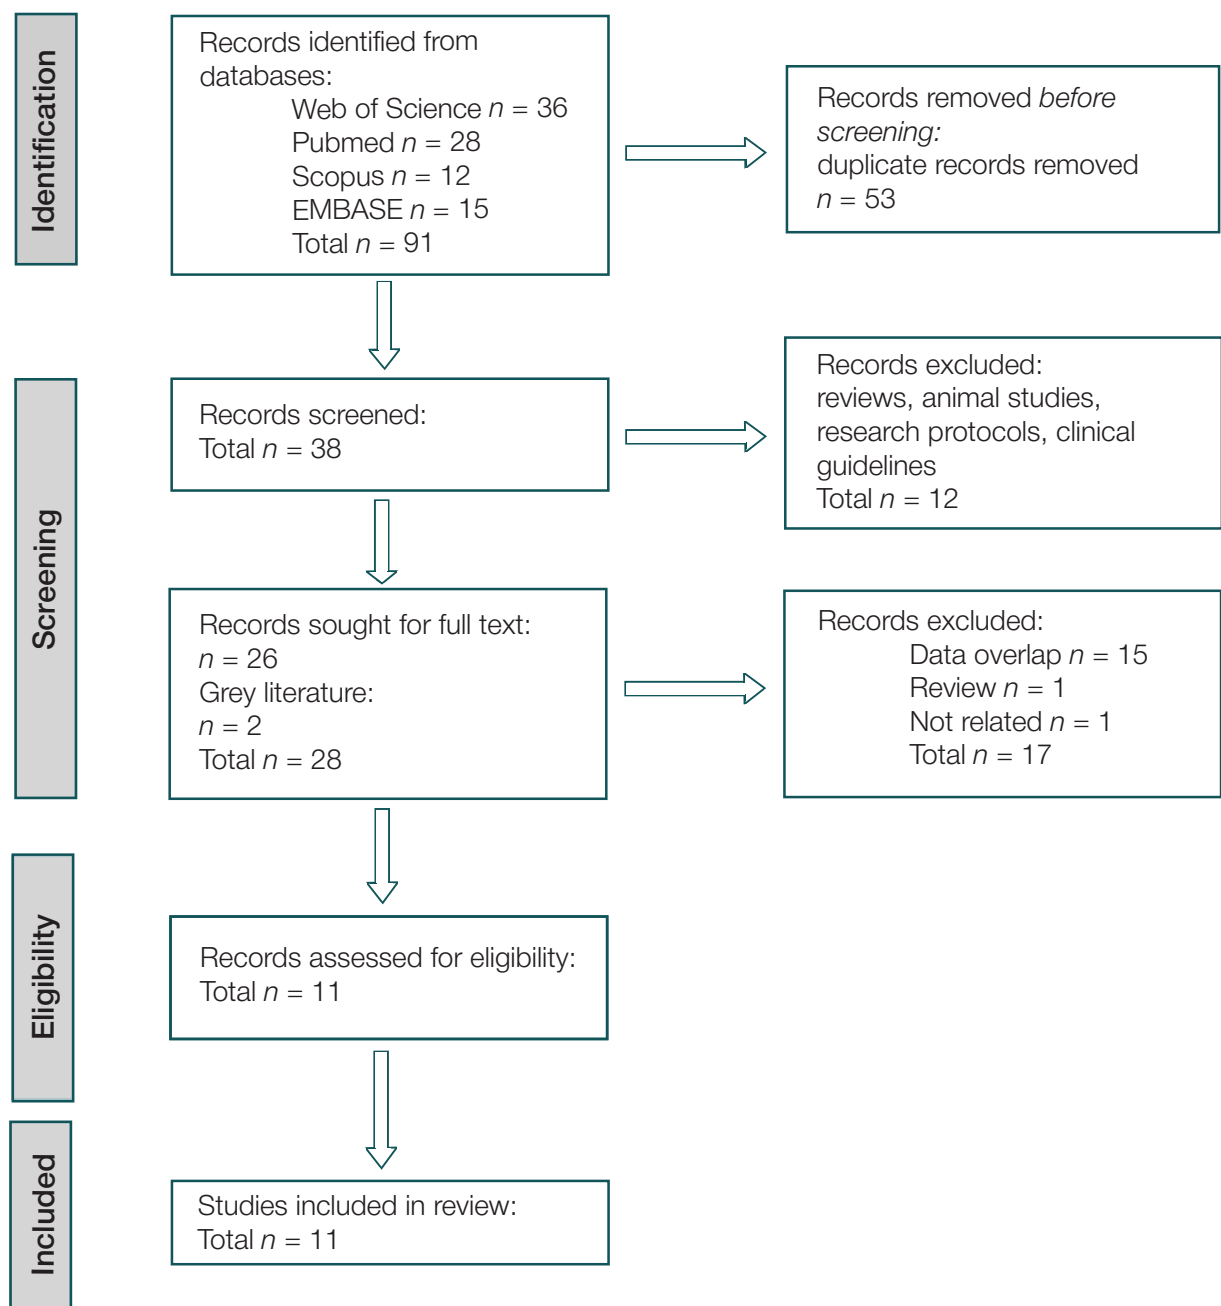 Identification
Records identified from
databases:
Web of Science n = 36
Pubmed n = 28
Scopus n = 12
EMBASE n = 15
Total n = 91
Records removed before
screening:
duplicate records removed
n = 53
Screening
Records screened:
Total n = 38
Records excluded:
reviews, animal studies,
research protocols, clinical
guidelines
Total n = 12
Records sought for full text:
n = 26
Grey literature:
n = 2
Total n = 28
Records excluded:
Data overlap n = 15
Review n = 1
Not related n = 1
Total n = 17
Eligibility
Records assessed for eligibility:
Total n = 11
Included
Studies included in review:
Total n = 11